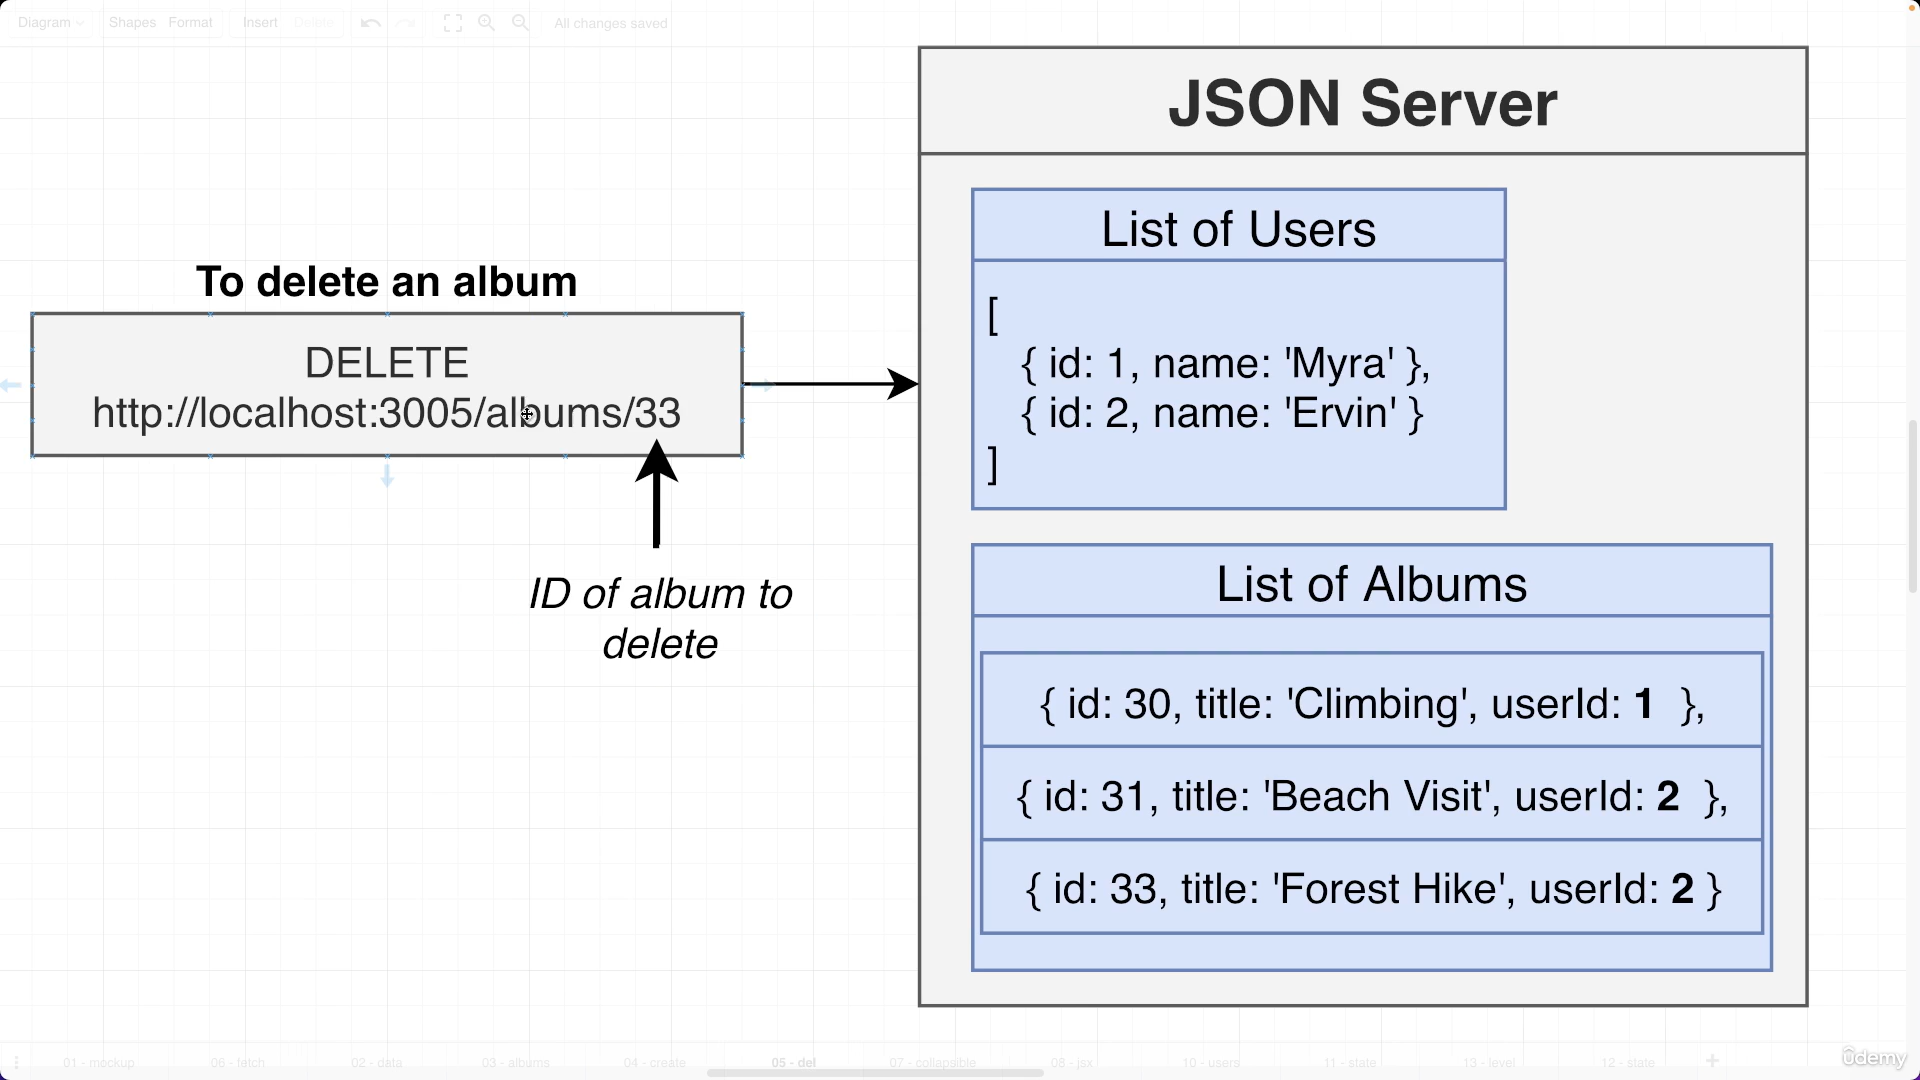 Diagram Shapes Format Insert Delete All changes saved
JSON Server
List of Users
[
{ id: 1, name: 'Myra' },
{ id: 2, name: 'Ervin' }
]
To delete an album
DELETE
http://localhost:3005/albums/33
ID of album to
delete
List of Albums
{ id: 30, title: 'Climbing', userId: 1 },
{ id: 31, title: 'Beach Visit', userId: 2 },
{ id: 33, title: 'Forest Hike', userId: 2 }
01 - mockup 06 - fetch 02 - data 03 - albums 04 - create 05 - del 07 - collapsible 08 - jsx 10 - users 11 - state 13 - level 12 - state
ûdemy